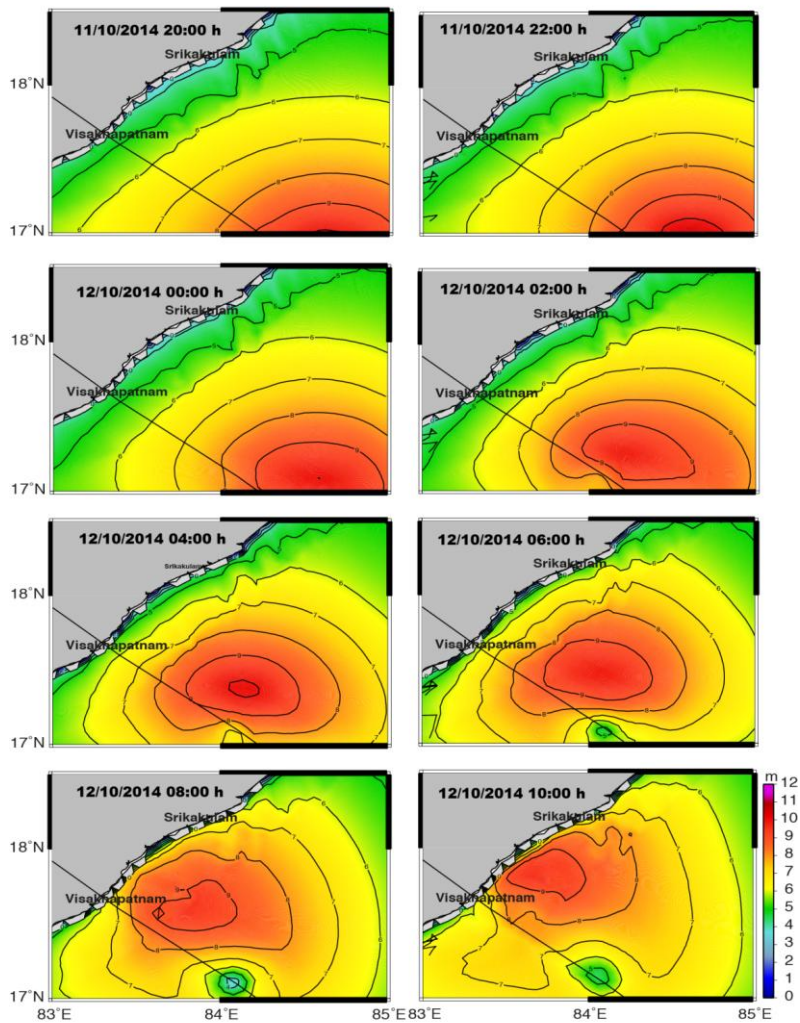 11/10/2014 20:00 h
Srikakulam
18°N
Visakhapatnam
17°N
11/10/2014 22:00 h
Srikakulam
Visakhapatnam
12/10/2014 00:00 h
Srikakulam
18°N
Visakhapatnam
17°N
12/10/2014 02:00 h
Srikakulam
Visakhapatnam
12/10/2014 04:00 h
Srikakulam
18°N
Visakhapatnam
17°N
12/10/2014 06:00 h
Srikakulam
Visakhapatnam
12/10/2014 08:00 h
Srikakulam
18°N
Visakhapatnam
17°N
83°E 84°E 85°E
12/10/2014 10:00 h
Srikakulam
Visakhapatnam
83°E 84°E 85°E
m
12
11
10
9
8
7
6
5
4
3
2
1
0